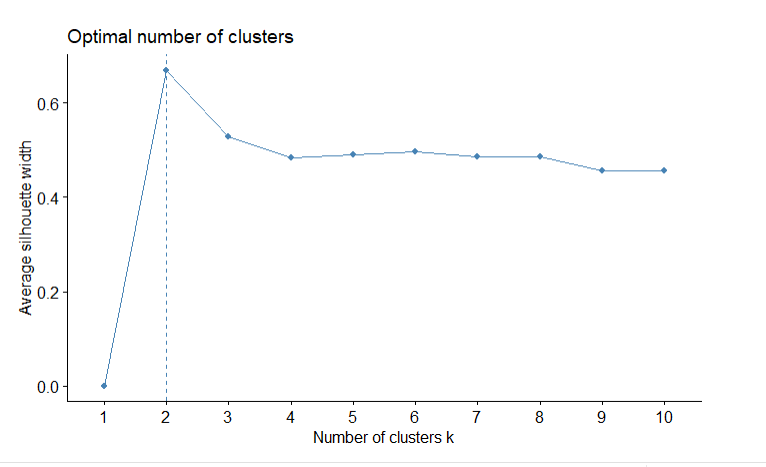 Optimal number of clusters
Average silhouette width
0.6
0.4
0.2
0.0
1 2 3 4 5 6 7 8 9 10
Number of clusters k